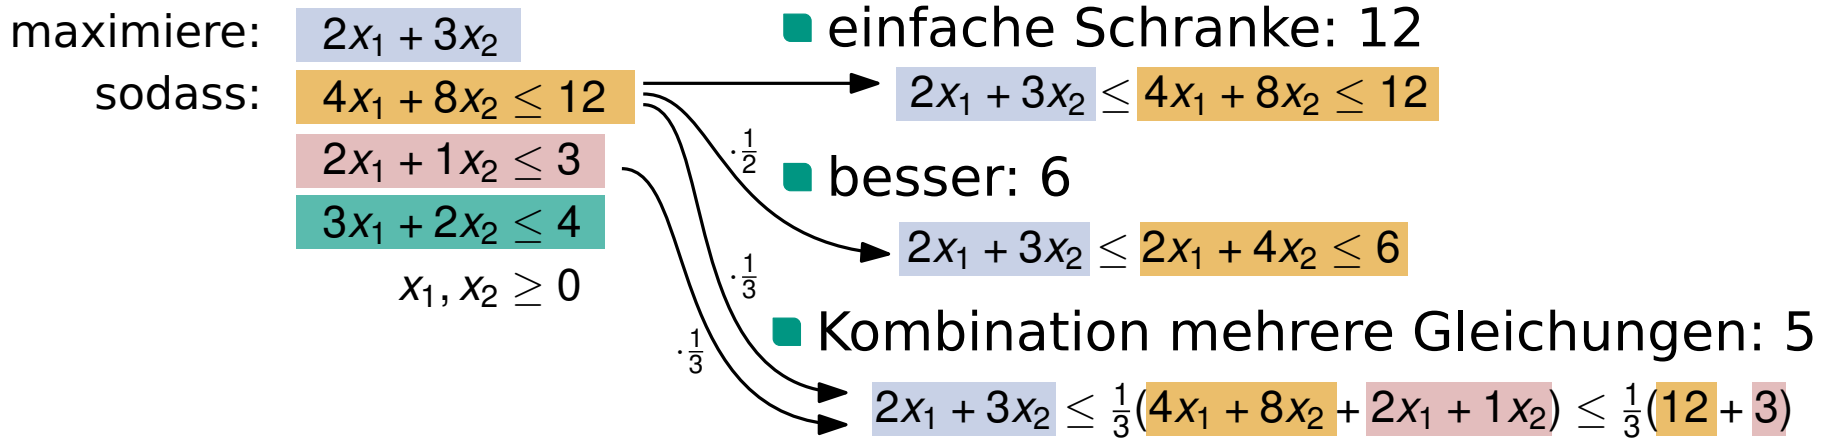 maximiere: 2x₁ + 3x₂
sodass: 4x₁ + 8x₂ ≤ 12
2x₁ + 1x₂ ≤ 3
3x₁ + 2x₂ ≤ 4
x₁, x₂ ≥ 0
·1/2
·1/3
·1/3
einfache Schranke: 12
2x₁ + 3x₂ ≤ 4x₁ + 8x₂ ≤ 12
besser: 6
2x₁ + 3x₂ ≤ 2x₁ + 4x₂ ≤ 6
Kombination mehrere Gleichungen: 5
2x₁ + 3x₂ ≤ 1/3(4x₁ + 8x₂ + 2x₁ + 1x₂) ≤ 1/3(12 + 3)